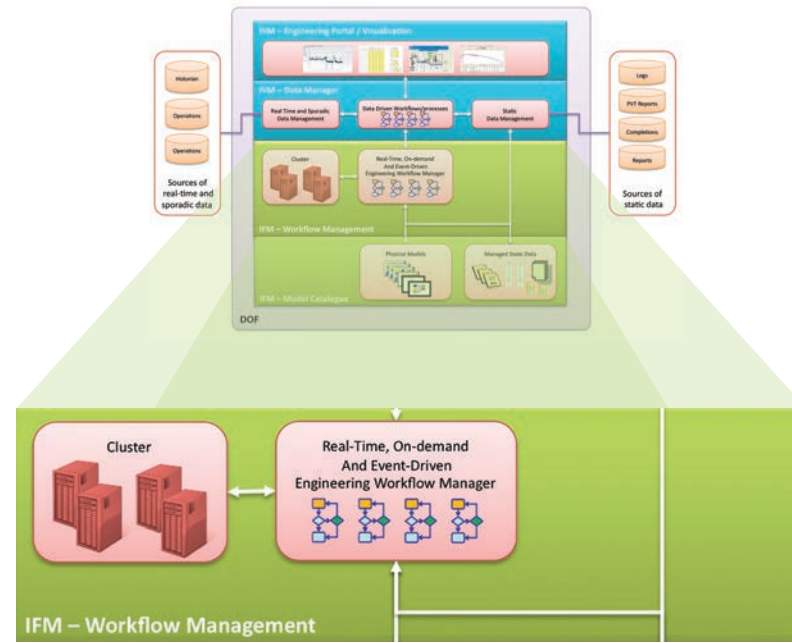 IVM – Engineering Portal / Visualisation
IVM – Data Manager
Real Time and Sporadic
Data Management
Data Driven Workflows/processes
Static
Data Management
Historian
Operations
Operations
Sources of
real-time and
sporadic data
Logs
PVT Reports
Completions
Reports
Sources of
static data
Cluster
Real-Time, On-demand
And Event-Driven
Engineering Workflow Manager
IFM – Workflow Management
Physical Models
Managed Static Data
IFM – Model Catalogue
DOF
Cluster
Real-Time, On-demand
And Event-Driven
Engineering Workflow Manager
IFM – Workflow Management